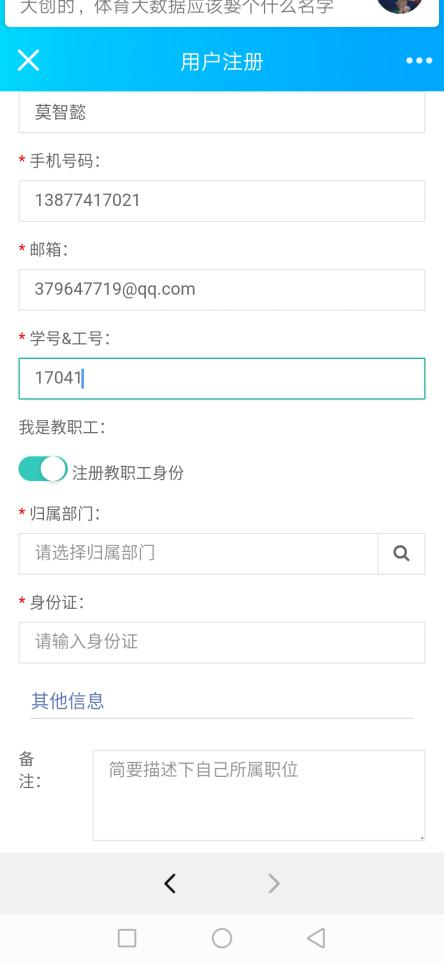 大创的，体育大数据应该娶个什么名字
用户注册
莫智懿
* 手机号码：
13877417021
* 邮箱：
379647719@qq.com
* 学号&工号：
17041
我是教职工：
注册教职工身份
* 归属部门：
请选择归属部门
* 身份证：
请输入身份证
其他信息
备
注：
简要描述下自己所属职位